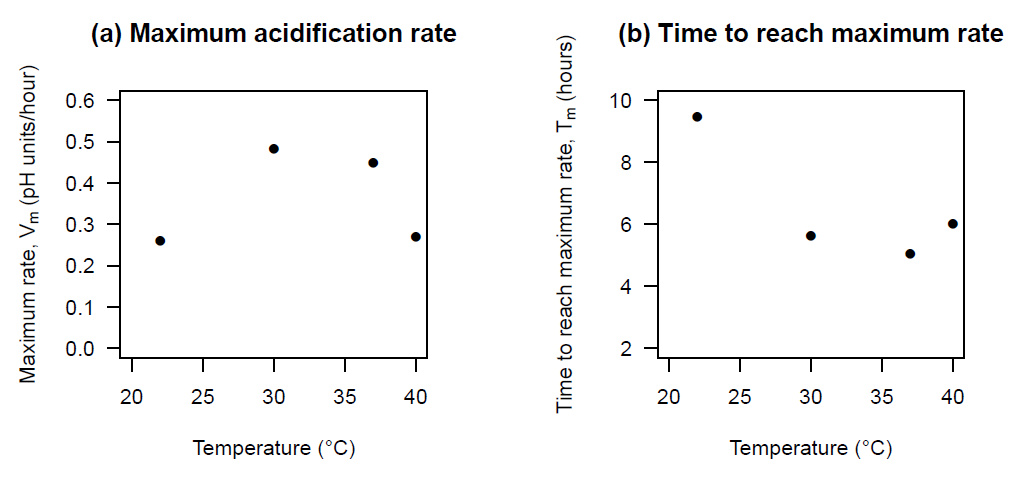 (a) Maximum acidification rate
Maximum rate, Vm (pH units/hour)
0.6
0.5
0.4
0.3
0.2
0.1
0.0
20 25 30 35 40
Temperature (°C)
(b) Time to reach maximum rate
Time to reach maximum rate, Tm (hours)
10
8
6
4
2
20 25 30 35 40
Temperature (°C)